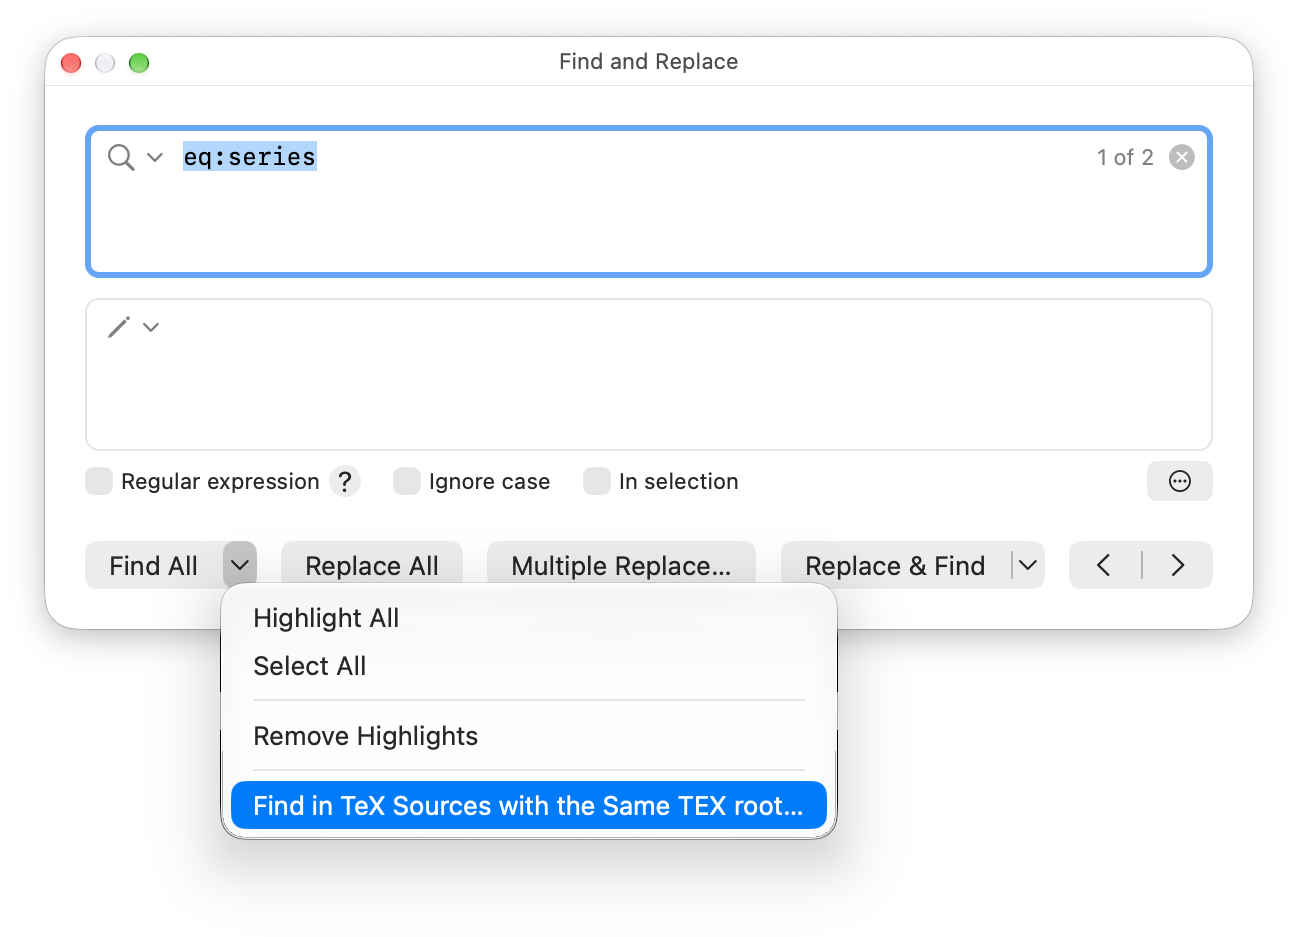 Find and Replace
eq:series 1 of 2
Regular expression ? Ignore case In selection
Find All Replace All Multiple Replace... Replace & Find
Highlight All
Select All
Remove Highlights
Find in TeX Sources with the Same TEX root...